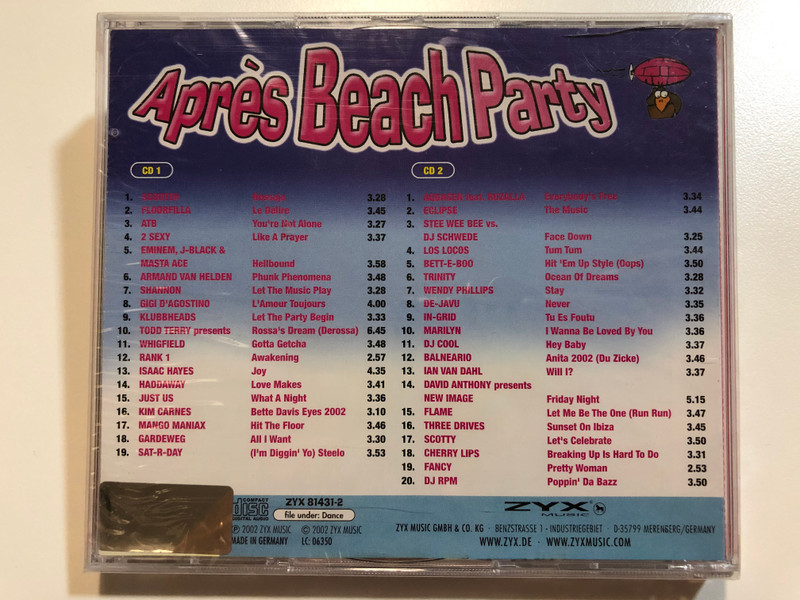 Après Beach Party
CD 1
1. 3.28
2. FLOORFILLA Le Delire 3.45
3. ATB You're Not Alone 3.27
4. 2 SEXY Like A Prayer 3.37
5. EMINEM, J-BLACK &
MASTA ACE Hellbound 3.58
6. ARMAND VAN HELDEN Phunk Phenomena 3.48
7. SHANNON Let The Music Play 3.28
8. GIGI D'AGOSTINO L'Amour Toujours 4.00
9. KLUBBHEADS Let The Party Begin 3.33
10. TODD TERRY presents Rossa's Dream (Derossa) 6.45
11. WHIGFIELD Gotta Getcha 3.48
12. RANK 1 Awakening 2.57
13. ISAAC HAYES Joy 4.35
14. HADDAWAY Love Makes 3.41
15. JUST US What A Night 3.36
16. KIM CARNES Bette Davis Eyes 2002 3.10
17. MANGO MANIAX Hit The Floor 3.46
18. GARDEWEG All I Want 3.30
19. SAT-R-DAY (I'm Diggin' Yo) Steelo 3.53
CD 2
1. feat. Everybody's Free 3.34
2. ECLIPSE The Music 3.44
3. STEE WEE BEE vs.
DJ SCHWEDE Face Down 3.25
4. LOS LOCOS Tum Tum 3.44
5. BETT-E-BOO Hit 'Em Up Style (Oops) 3.50
6. TRINITY Ocean Of Dreams 3.28
7. WENDY PHILLIPS Stay 3.32
8. DE-JAVU Never 3.35
9. IN-GRID Tu Es Foutu 3.36
10. MARILYN I Wanna Be Loved By You 3.36
11. DJ COOL Hey Baby 3.37
12. BALNEARIO Anita 2002 (Du Zicke) 3.46
13. IAN VAN DAHL Will I? 3.37
14. DAVID ANTHONY presents
NEW IMAGE Friday Night 5.15
15. FLAME Let Me Be The One (Run Run) 3.47
16. THREE DRIVES Sunset On Ibiza 3.45
17. SCOTTY Let's Celebrate 3.50
18. CHERRY LIPS Breaking Up Is Hard To Do 3.31
19. FANCY Pretty Woman 2.53
20. DJ RPM Poppin' Da Bazz 3.50
COMPACT
disc
DIGITAL AUDIO
ZYX 81431-2
file under: Dance
℗ 2002 ZYX MUSIC © 2002 ZYX MUSIC
MADE IN GERMANY LC: 06350
ZYX
MUSIC
ZYX MUSIC GMBH & CO. KG · BENZSTRASSE 1 · INDUSTRIEGEBIET · D-35799 MERENBERG/GERMANY
WWW.ZYX.DE · WWW.ZYXMUSIC.COM